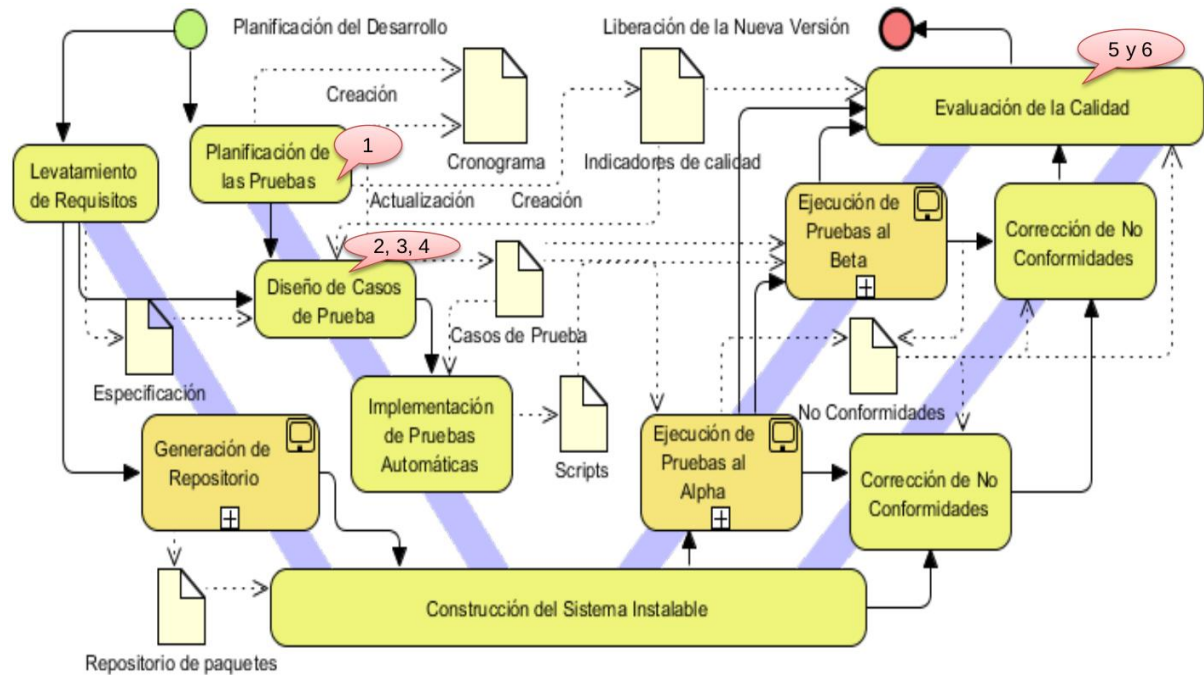 Planificación del Desarrollo
Liberación de la Nueva Versión
5 y 6
Evaluación de la Calidad
Creación
1
Planificación de
las Pruebas
Cronograma
Indicadores de calidad
Levatamiento
de Requisitos
Actualización
Creación
Ejecución de
Pruebas al
Beta
Corrección de No
Conformidades
2, 3, 4
Diseño de Casos
de Prueba
Casos de Prueba
Especificación
Implementación
de Pruebas
Automáticas
Scripts
No Conformidades
Generación de
Repositorio
Ejecución de
Pruebas al
Alpha
Corrección de No
Conformidades
Construcción del Sistema Instalable
Repositorio de paquetes